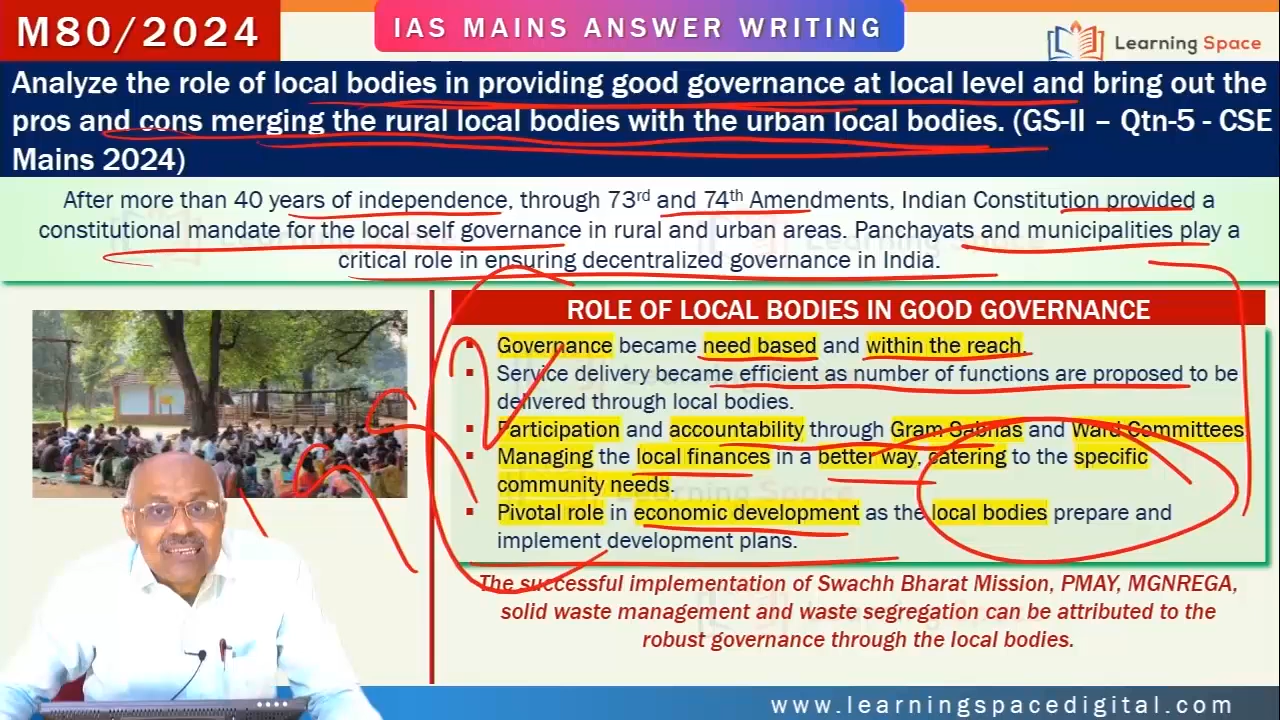 M80/2024
IAS MAINS ANSWER WRITING
Learning Space
Analyze the role of local bodies in providing good governance at local level and bring out the
pros and cons merging the rural local bodies with the urban local bodies. (GS-II – Qtn-5 - CSE
Mains 2024)
After more than 40 years of independence, through 73rd and 74th Amendments, Indian Constitution provided a
constitutional mandate for the local self governance in rural and urban areas. Panchayats and municipalities play a
critical role in ensuring decentralized governance in India.
ROLE OF LOCAL BODIES IN GOOD GOVERNANCE
▪ Governance became need based and within the reach.
▪ Service delivery became efficient as number of functions are proposed to be
delivered through local bodies.
▪ Participation and accountability through Gram Sabhas and Ward Committees
▪ Managing the local finances in a better way, catering to the specific
community needs.
▪ Pivotal role in economic development as the local bodies prepare and
implement development plans.
The successful implementation of Swachh Bharat Mission, PMAY, MGNREGA,
solid waste management and waste segregation can be attributed to the
robust governance through the local bodies.
www.learningspacedigital.com